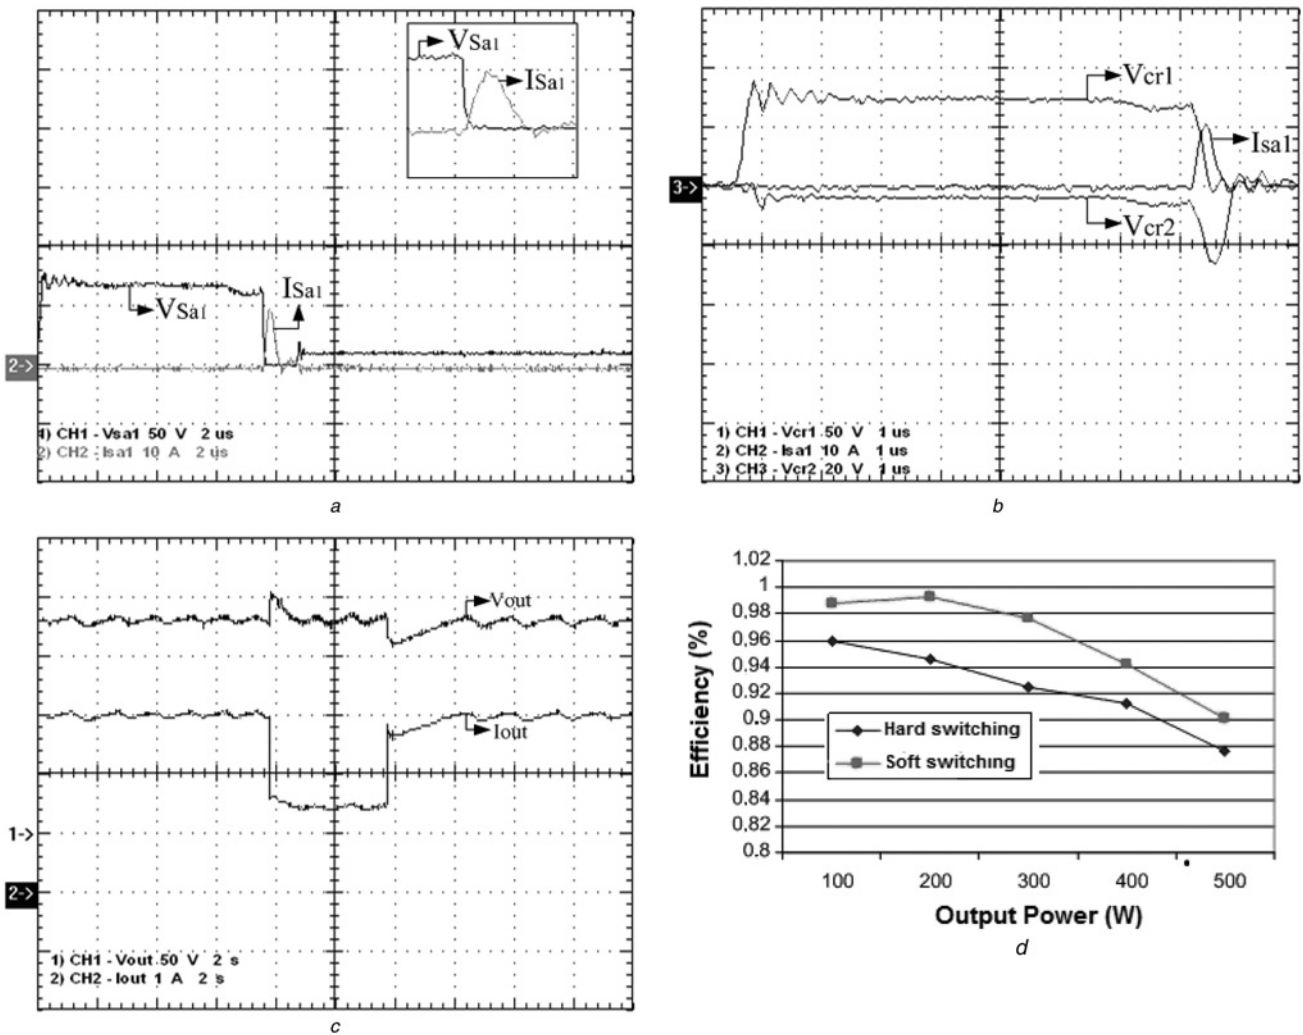 VSa1
ISa1
VSa1
ISa1
2->
1) CH1 - Vsa1 50 V 2 us
2) CH2 - Isa1 10 A 2 us
a
Vcr1
Isa1
3->
Vcr2
1) CH1 - Vcr1 50 V 1 us
2) CH2 - Isa1 10 A 1 us
3) CH3 - Vcr2 20 V 1 us
b
Vout
Iout
1->
2->
1) CH1 - Vout 50 V 2 s
2) CH2 - Iout 1 A 2 s
c
1.02
1
0.98
0.96
0.94
0.92
0.9
0.88
0.86
0.84
0.82
0.8
Efficiency (%)
Hard switching
Soft switching
100 200 300 400 500
Output Power (W)
d